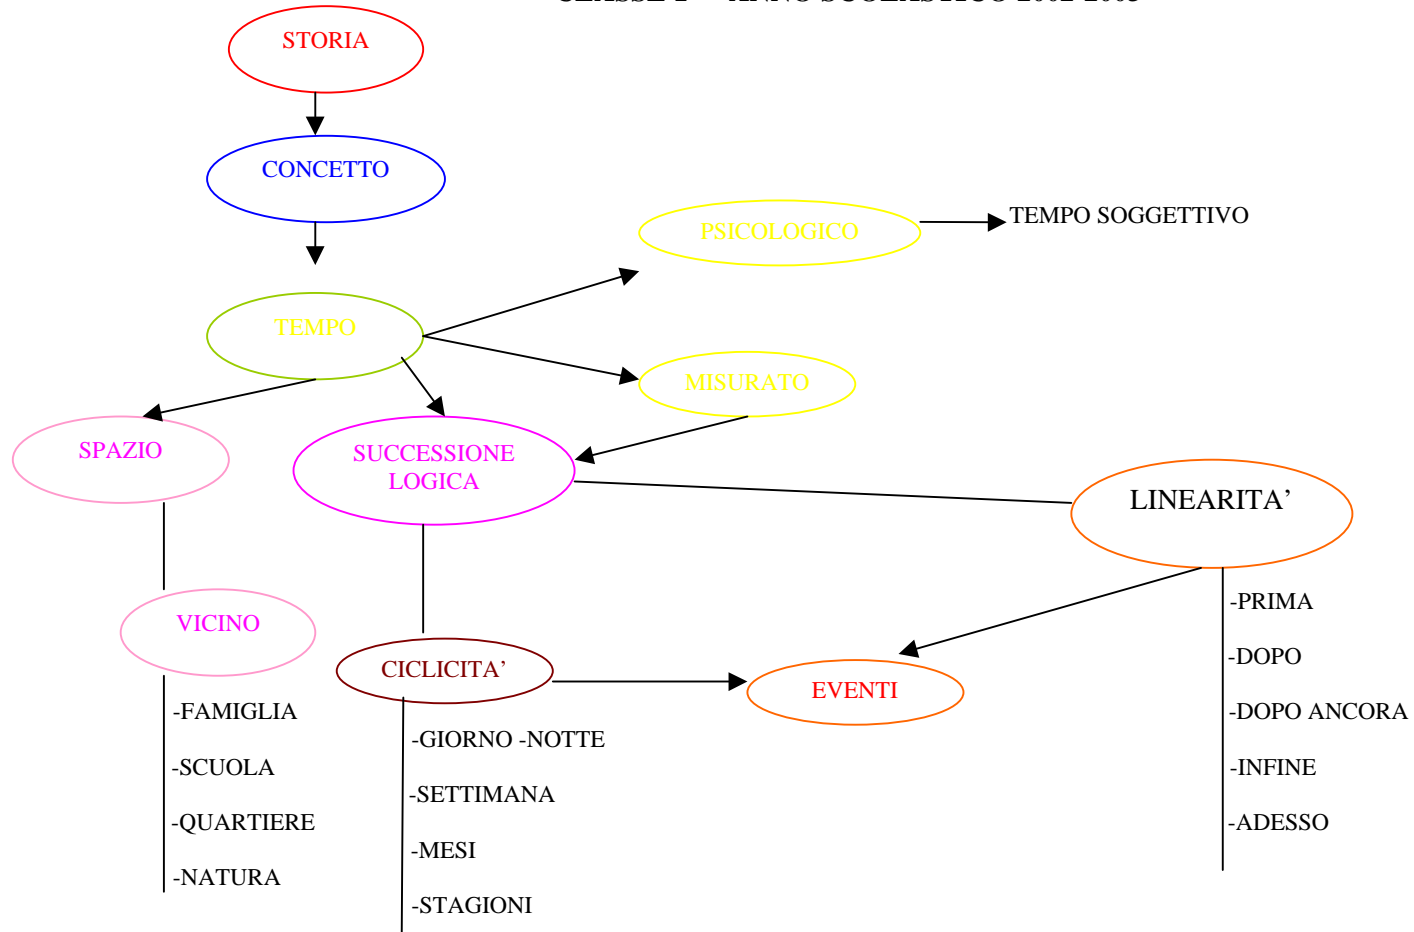 STORIA
CONCETTO
PSICOLOGICO
TEMPO SOGGETTIVO
TEMPO
MISURATO
SPAZIO
SUCCESSIONE
LOGICA
LINEARITA’
VICINO
CICLICITA’
EVENTI
-PRIMA
-DOPO
-DOPO ANCORA
-INFINE
-ADESSO
-FAMIGLIA
-SCUOLA
-QUARTIERE
-NATURA
-GIORNO -NOTTE
-SETTIMANA
-MESI
-STAGIONI